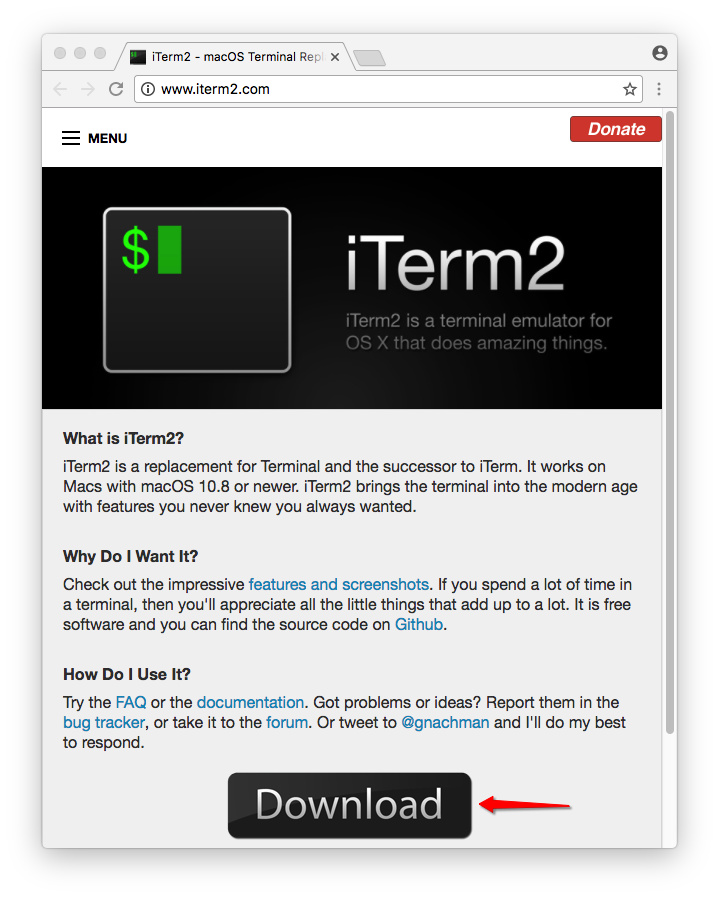 iTerm2 - macOS Terminal Repl
www.iterm2.com
MENU
Donate
$
iTerm2
iTerm2 is a terminal emulator for
OS X that does amazing things.
What is iTerm2?
iTerm2 is a replacement for Terminal and the successor to iTerm. It works on
Macs with macOS 10.8 or newer. iTerm2 brings the terminal into the modern age
with features you never knew you always wanted.
Why Do I Want It?
Check out the impressive features and screenshots. If you spend a lot of time in
a terminal, then you'll appreciate all the little things that add up to a lot. It is free
software and you can find the source code on Github.
How Do I Use It?
Try the FAQ or the documentation. Got problems or ideas? Report them in the
bug tracker, or take it to the forum. Or tweet to @gnachman and I'll do my best
to respond.
Download